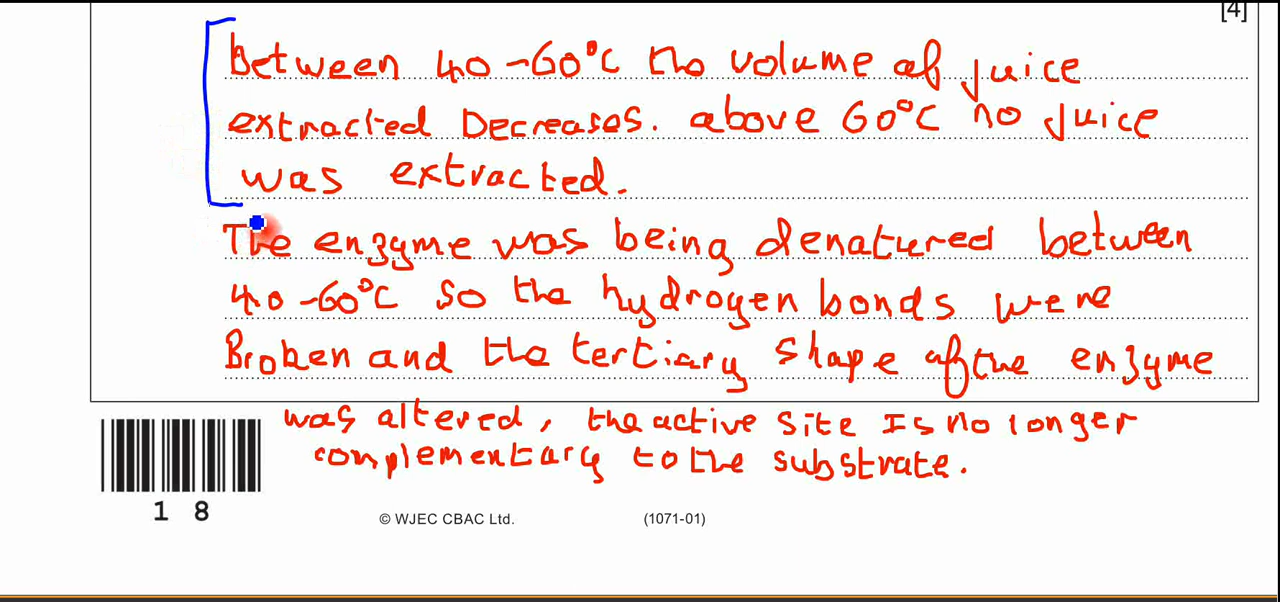 [4]
Between 40-60°C the volume of juice
extracted Decreases. above 60°C no juice
was extracted.
The enzyme was being denatured between
40-60°C so the hydrogen bonds were
Broken and the tertiary shape of the enzyme
was altered, the active site Is no longer
complementary to the substrate.
1 8
© WJEC CBAC Ltd. (1071-01)